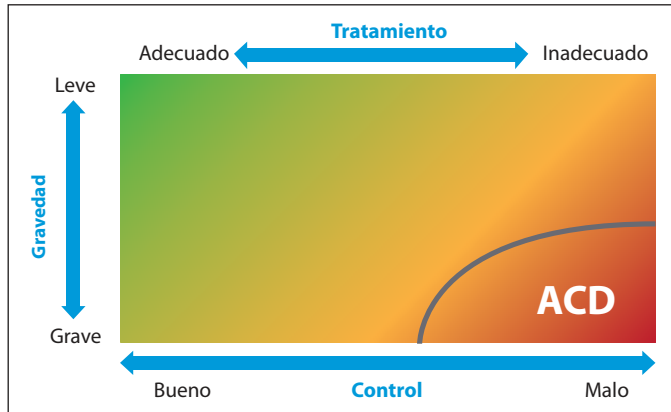 Tratamiento
Adecuado
Inadecuado
Leve
Gravedad
Grave
ACD
Bueno
Control
Malo